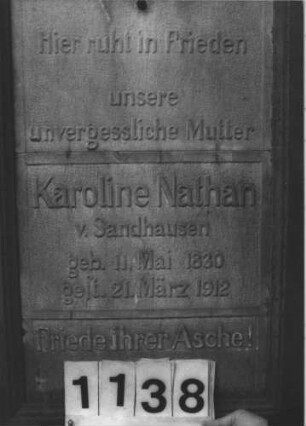 Hier ruht in Frieden
unsere
unvergessliche Mutter
Karoline Nathan
v. Sandhausen
geb. 11. Mai 1830
gest. 21. März 1912
Friede ihrer Asche!
1138